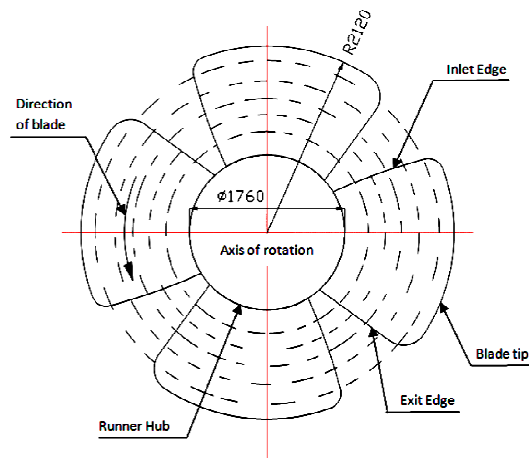 R2120
Inlet Edge
Direction
of blade
ø1760
Axis of rotation
Blade tip
Exit Edge
Runner Hub